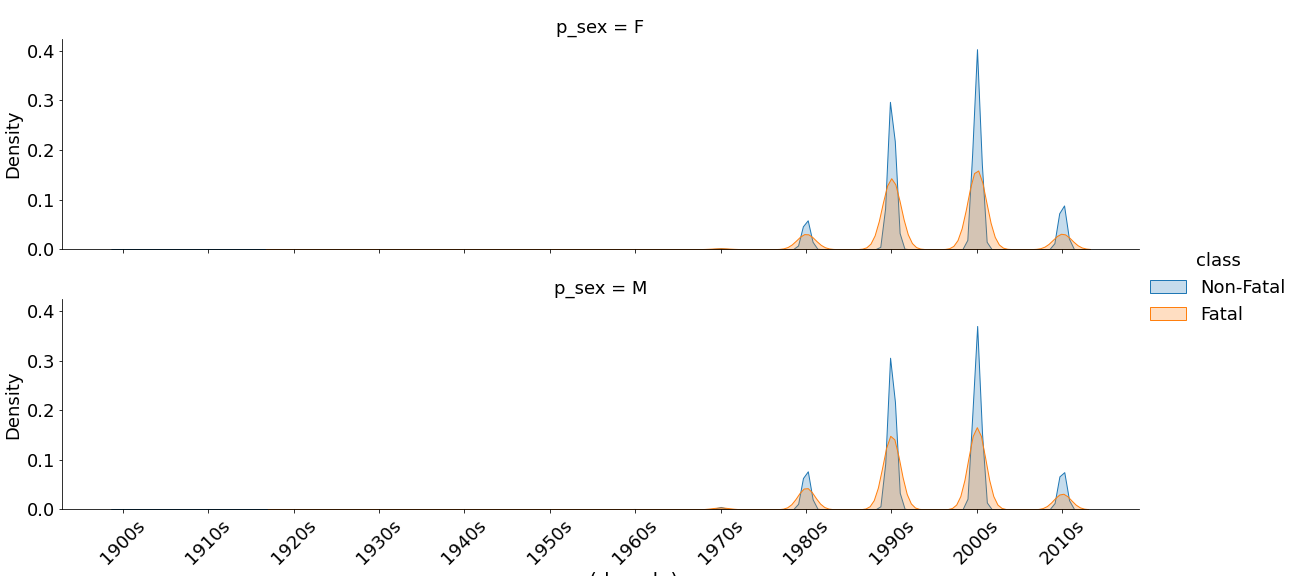 p_sex = F
Density
0.4
0.3
0.2
0.1
0.0
p_sex = M
Density
0.4
0.3
0.2
0.1
0.0
1900s
1910s
1920s
1930s
1940s
1950s
1960s
1970s
1980s
1990s
2000s
2010s
class
Non-Fatal
Fatal